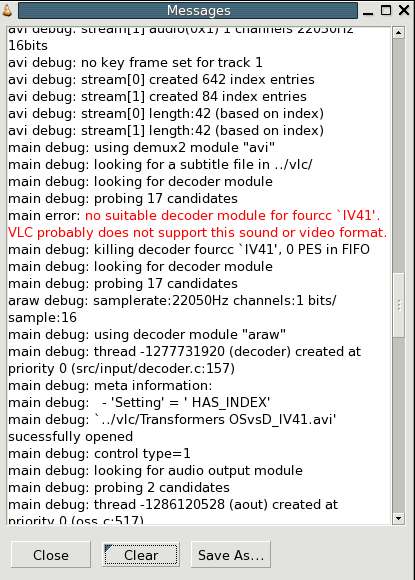 Messages
avi debug: stream[1] audio(0x1) 1 channels 22050Hz
16bits
avi debug: no key frame set for track 1
avi debug: stream[0] created 642 index entries
avi debug: stream[1] created 84 index entries
avi debug: stream[0] length:42 (based on index)
avi debug: stream[1] length:42 (based on index)
main debug: using demux2 module "avi"
main debug: looking for a subtitle file in ../vlc/
main debug: looking for decoder module
main debug: probing 17 candidates
main error: no suitable decoder module for fourcc `IV41'.
VLC probably does not support this sound or video format.
main debug: killing decoder fourcc `IV41', 0 PES in FIFO
main debug: looking for decoder module
main debug: probing 17 candidates
araw debug: samplerate:22050Hz channels:1 bits/
sample:16
main debug: using decoder module "araw"
main debug: thread -1277731920 (decoder) created at
priority 0 (src/input/decoder.c:157)
main debug: meta information:
main debug:   - 'Setting' = ' HAS_INDEX'
main debug: `../vlc/Transformers OSvsD_IV41.avi'
sucessfully opened
main debug: control type=1
main debug: looking for audio output module
main debug: probing 2 candidates
main debug: thread -1286120528 (aout) created at
priority 0 (oss.c:517)
Close
Clear
Save As...